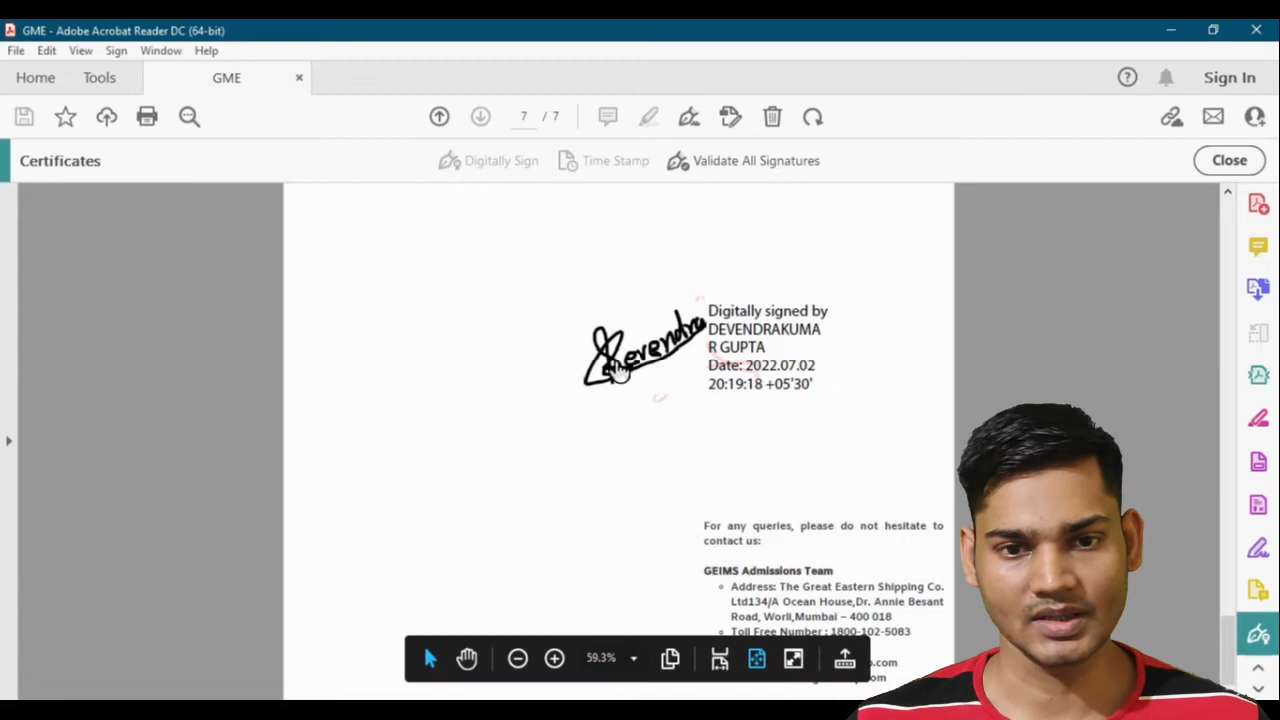 GME - Adobe Acrobat Reader DC (64-bit)
File Edit View Sign Window Help
Home Tools GME Sign In
7 / 7
Certificates Digitally Sign Time Stamp Validate All Signatures Close
Devendra
Digitally signed by
DEVENDRAKUMA
R GUPTA
Date: 2022.07.02
20:19:18 +05'30'
For any queries, please do not hesitate to
contact us:
GEIMS Admissions Team
Address: The Great Eastern Shipping Co.
Ltd134/A Ocean House,Dr. Annie Besant
Road, Worli,Mumbai – 400 018
Toll Free Number : 1800-102-5083
59.3%